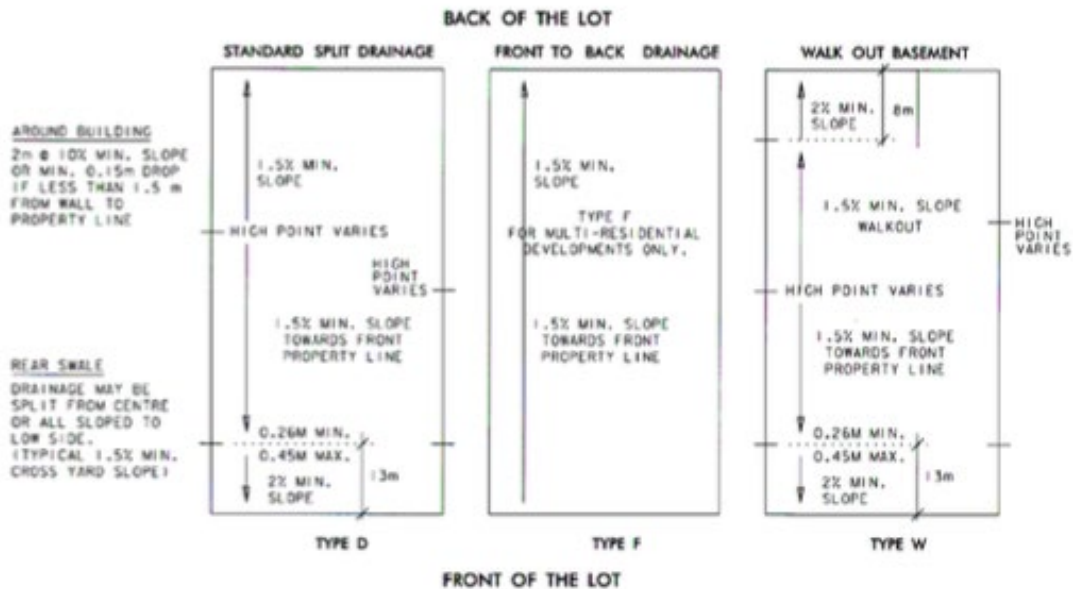 BACK OF THE LOT
STANDARD SPLIT DRAINAGE
FRONT TO BACK DRAINAGE
WALK OUT BASEMENT
AROUND BUILDING
2m @ 10% MIN. SLOPE
OR MIN. 0.15m DROP
IF LESS THAN 1.5 m
FROM WALL TO
PROPERTY LINE
REAR SWALE
DRAINAGE MAY BE
SPLIT FROM CENTRE
OR ALL SLOPED TO
LOW SIDE.
(TYPICAL 1.5% MIN.
CROSS YARD SLOPE)
1.5% MIN.
SLOPE
HIGH POINT VARIES
HIGH
POINT
VARIES
1.5% MIN. SLOPE
TOWARDS FRONT
PROPERTY LINE
0.26M MIN.
0.45M MAX.
2% MIN.
SLOPE
13m
TYPE D
1.5% MIN.
SLOPE
TYPE F
FOR MULTI-RESIDENTIAL
DEVELOPMENTS ONLY.
1.5% MIN. SLOPE
TOWARDS FRONT
PROPERTY LINE
TYPE F
2% MIN.
SLOPE
8m
1.5% MIN. SLOPE
WALKOUT
HIGH
POINT
VARIES
HIGH POINT VARIES
1.5% MIN. SLOPE
TOWARDS FRONT
PROPERTY LINE
0.26M MIN.
0.45M MAX.
2% MIN.
SLOPE
13m
TYPE W
FRONT OF THE LOT